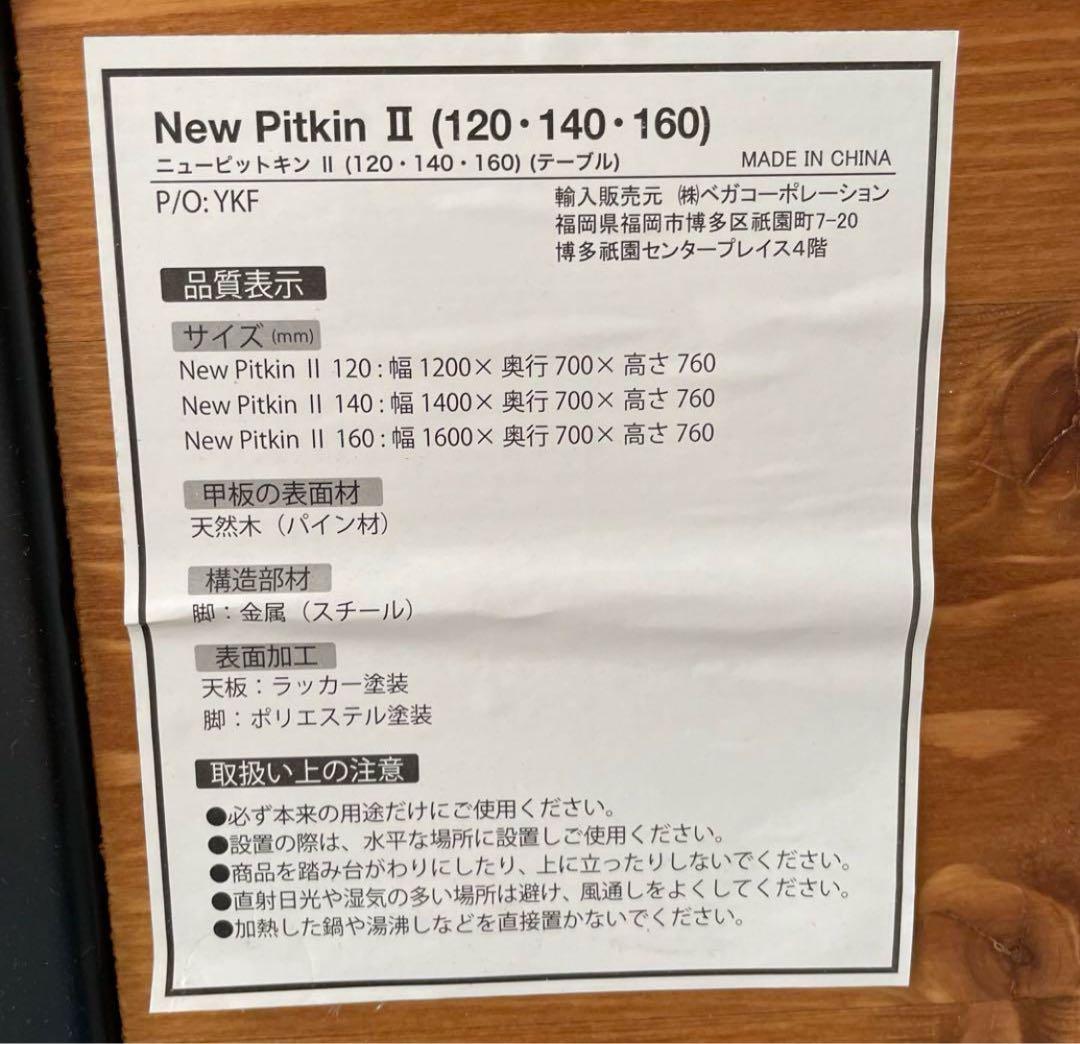 New Pitkin Ⅱ (120・140・160)
ニューピットキン Ⅱ (120・140・160) (テーブル)
MADE IN CHINA
P/O: YKF
輸入販売元 ㈱ベガコーポレーション
福岡県福岡市博多区祇園町7-20
博多祇園センタープレイス4階
品質表示
サイズ(mm)
New Pitkin Ⅱ 120 : 幅 1200× 奥行 700× 高さ 760
New Pitkin Ⅱ 140 : 幅 1400× 奥行 700× 高さ 760
New Pitkin Ⅱ 160 : 幅 1600× 奥行 700× 高さ 760
甲板の表面材
天然木（パイン材）
構造部材
脚：金属（スチール）
表面加工
天板：ラッカー塗装
脚：ポリエステル塗装
取扱い上の注意
●必ず本来の用途だけにご使用ください。
●設置の際は、水平な場所に設置しご使用ください。
●商品を踏み台がわりにしたり、上に立ったりしないでください。
●直射日光や湿気の多い場所は避け、風通しをよくしてください。
●加熱した鍋や湯沸しなどを直接置かないでください。